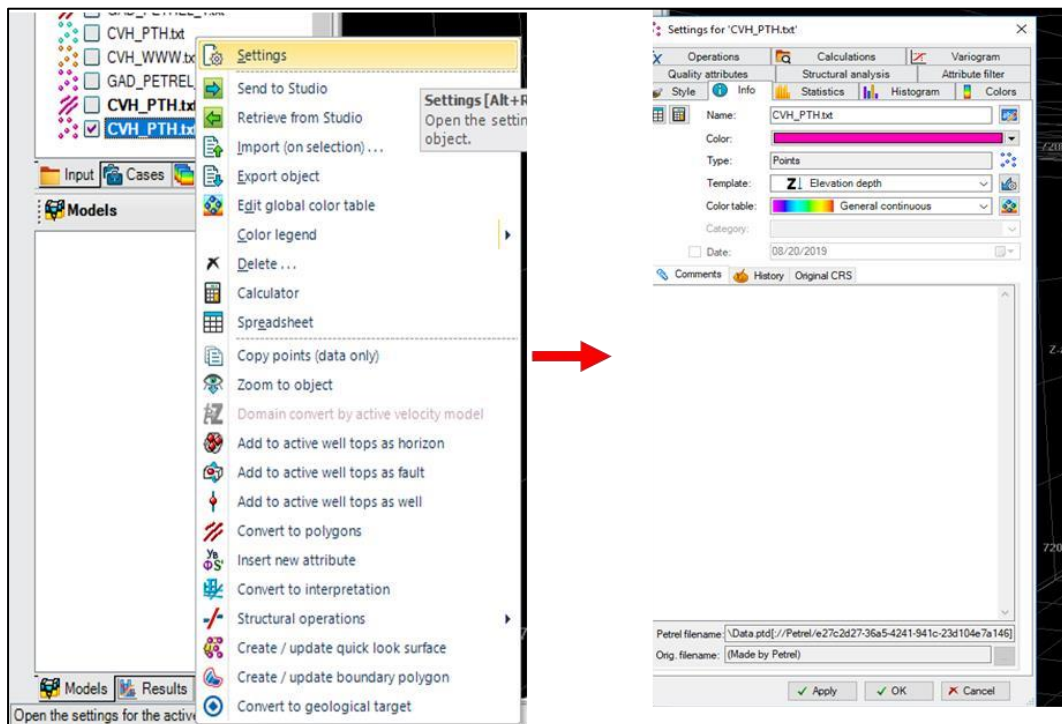 CVH_PTH.txt
CVH_WWW.tx
GAD_PETREL
CVH_PTH.txt
CVH_PTH.txt
Input Cases
Models
Models Results
Open the settings for the active
Settings
Send to Studio
Retrieve from Studio
Import (on selection) ...
Export object
Edit global color table
Color legend
Delete ...
Calculator
Spreadsheet
Copy points (data only)
Zoom to object
Domain convert by active velocity model
Add to active well tops as horizon
Add to active well tops as fault
Add to active well tops as well
Convert to polygons
Insert new attribute
Convert to interpretation
Structural operations
Create / update quick look surface
Create / update boundary polygon
Convert to geological target
Settings [Alt+R
Open the settin
object.
Settings for 'CVH_PTH.txt'
Operations Calculations Variogram
Quality attributes Structural analysis Attribute filter
Style Info Statistics Histogram Colors
Name: CVH_PTH.txt
Color:
Type: Points
Template: Z Elevation depth
Color table: General continuous
Category:
Date: 08/20/2019
Comments History Original CRS
Petrel filename: \Data.ptd[://Petrel/e27c2d27-36a5-4241-941c-23d104e7a146]
Orig. filename: (Made by Petrel)
Apply OK Cancel
720